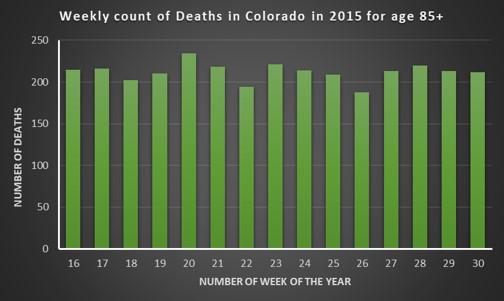 Weekly count of Deaths in Colorado in 2015 for age 85+
250
200
150
100
50
0
NUMBER OF DEATHS
16 17 18 19 20 21 22 23 24 25 26 27 28 29 30
NUMBER OF WEEK OF THE YEAR